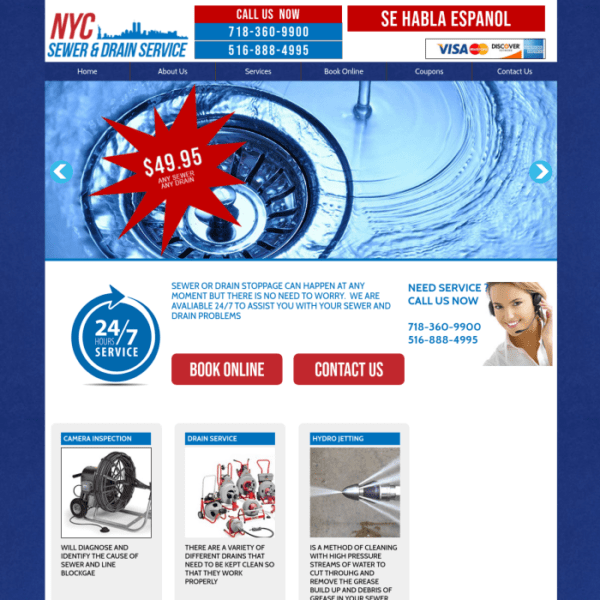 NYC
SEWER & DRAIN SERVICE
CALL US NOW
718-360-9900
516-888-4995
SE HABLA ESPANOL
VISA
MasterCard
DISCOVER
Home
About Us
Services
Book Online
Coupons
Contact Us
$49.95
ANY SEWER
ANY DRAIN
24/7
HOURS
SERVICE
SEWER OR DRAIN STOPPAGE CAN HAPPEN AT ANY
MOMENT BUT THERE IS NO NEED TO WORRY. WE ARE
AVALIABLE 24/7 TO ASSIST YOU WITH YOUR SEWER AND
DRAIN PROBLEMS
NEED SERVICE ?
CALL US NOW
718-360-9900
516-888-4995
BOOK ONLINE
CONTACT US
CAMERA INSPECTION
WILL DIAGNOSE AND
IDENTIFY THE CAUSE OF
SEWER AND LINE
BLOCKGAE
DRAIN SERVICE
THERE ARE A VARIETY OF
DIFFERENT DRAINS THAT
NEED TO BE KEPT CLEAN SO
THAT THEY WORK
PROPERLY
HYDRO JETTING
IS A METHOD OF CLEANING
WITH HIGH PRESSURE
STREAMS OF WATER TO
CUT THROUHG AND
REMOVE THE GREASE
BUILD UP AND DEBRIS OF
GREASE IN YOUR SEWER